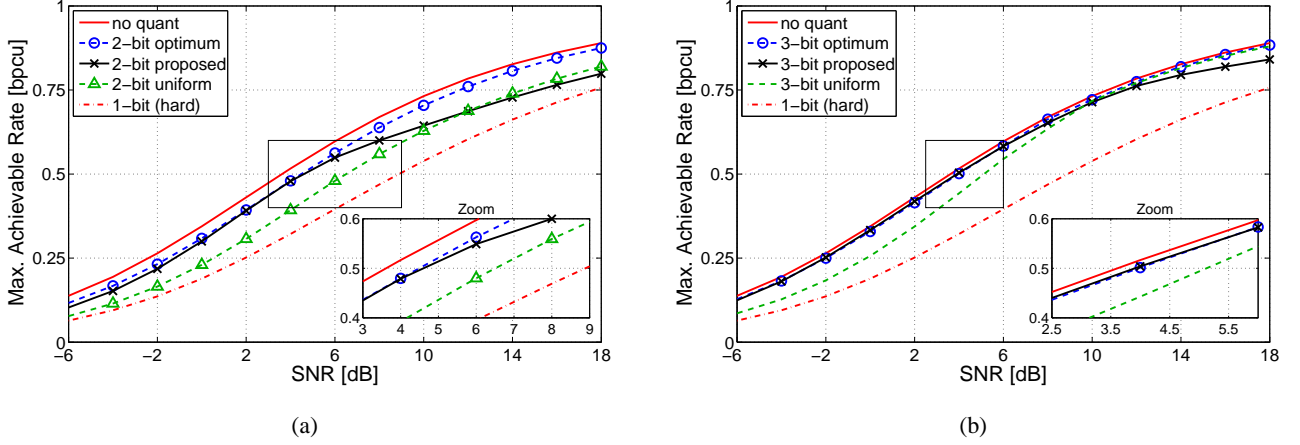 1
0.75
0.5
0.25
0
Max. Achievable Rate [bpcu]
no quant
2-bit optimum
2-bit proposed
2-bit uniform
1-bit (hard)
Zoom
0.6
0.5
0.4
3 4 5 6 7 8 9
−6 −2 2 6 10 14 18
SNR [dB]
(a)
1
0.75
0.5
0.25
0
Max. Achievable Rate [bpcu]
no quant
3-bit optimum
3-bit proposed
3-bit uniform
1-bit (hard)
Zoom
0.6
0.5
0.4
2.5 3.5 4.5 5.5
−6 −2 2 6 10 14 18
SNR [dB]
(b)